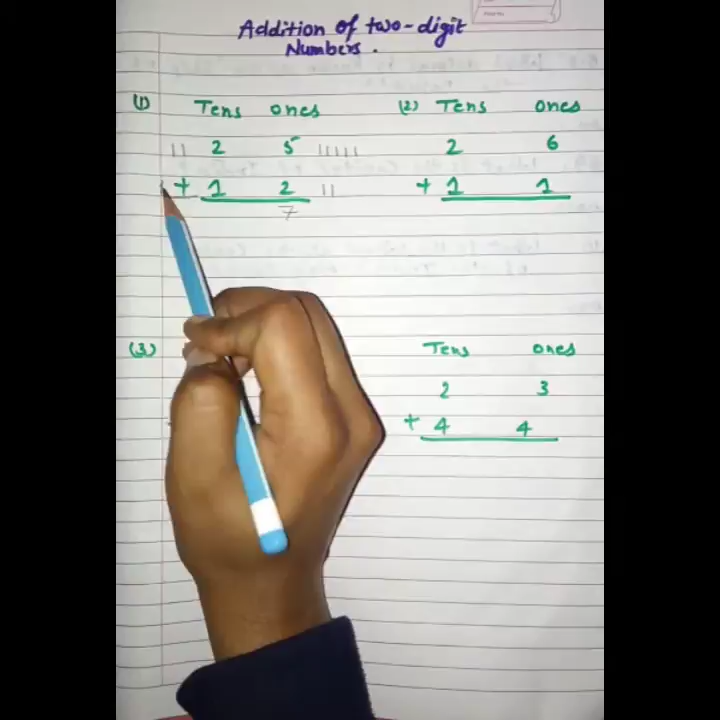 Addition of two-digit
Numbers.
(1) Tens ones
2 5
+ 1 2
7
(2) Tens ones
2 6
+ 1 1
(3)
Tens ones
2 3
+ 4 4